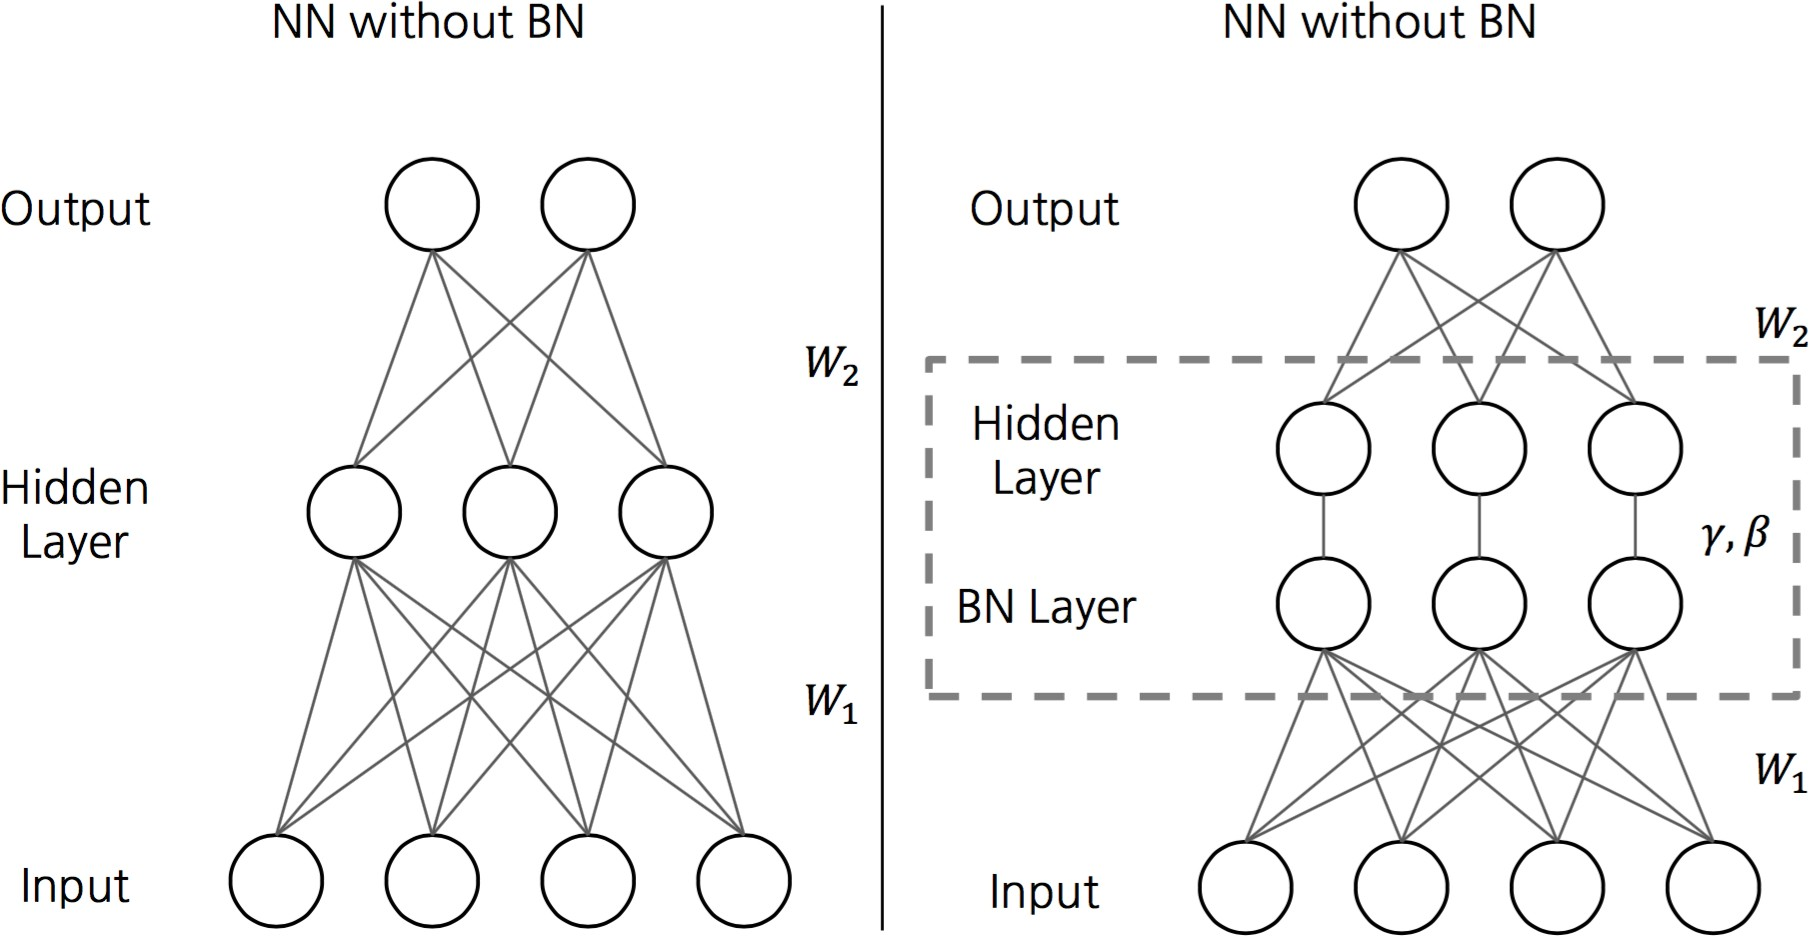 NN without BN
Output
W₂
Hidden
Layer
W₁
Input
NN without BN
Output
W₂
Hidden
Layer
γ, β
BN Layer
W₁
Input